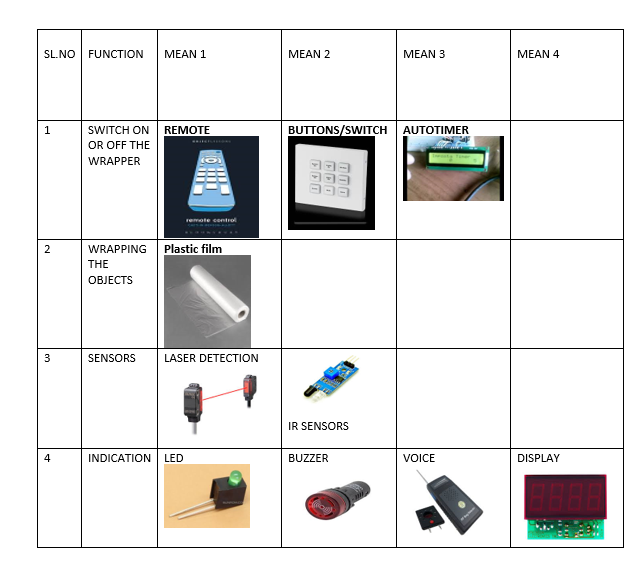 SL.NO FUNCTION MEAN 1 MEAN 2 MEAN 3 MEAN 4
1 SWITCH ON
OR OFF THE
WRAPPER
REMOTE
remote control
BUTTONS/SWITCH
AUTOTIMER
2 WRAPPING
THE
OBJECTS
Plastic film
3 SENSORS LASER DETECTION
IR SENSORS
4 INDICATION LED BUZZER VOICE DISPLAY